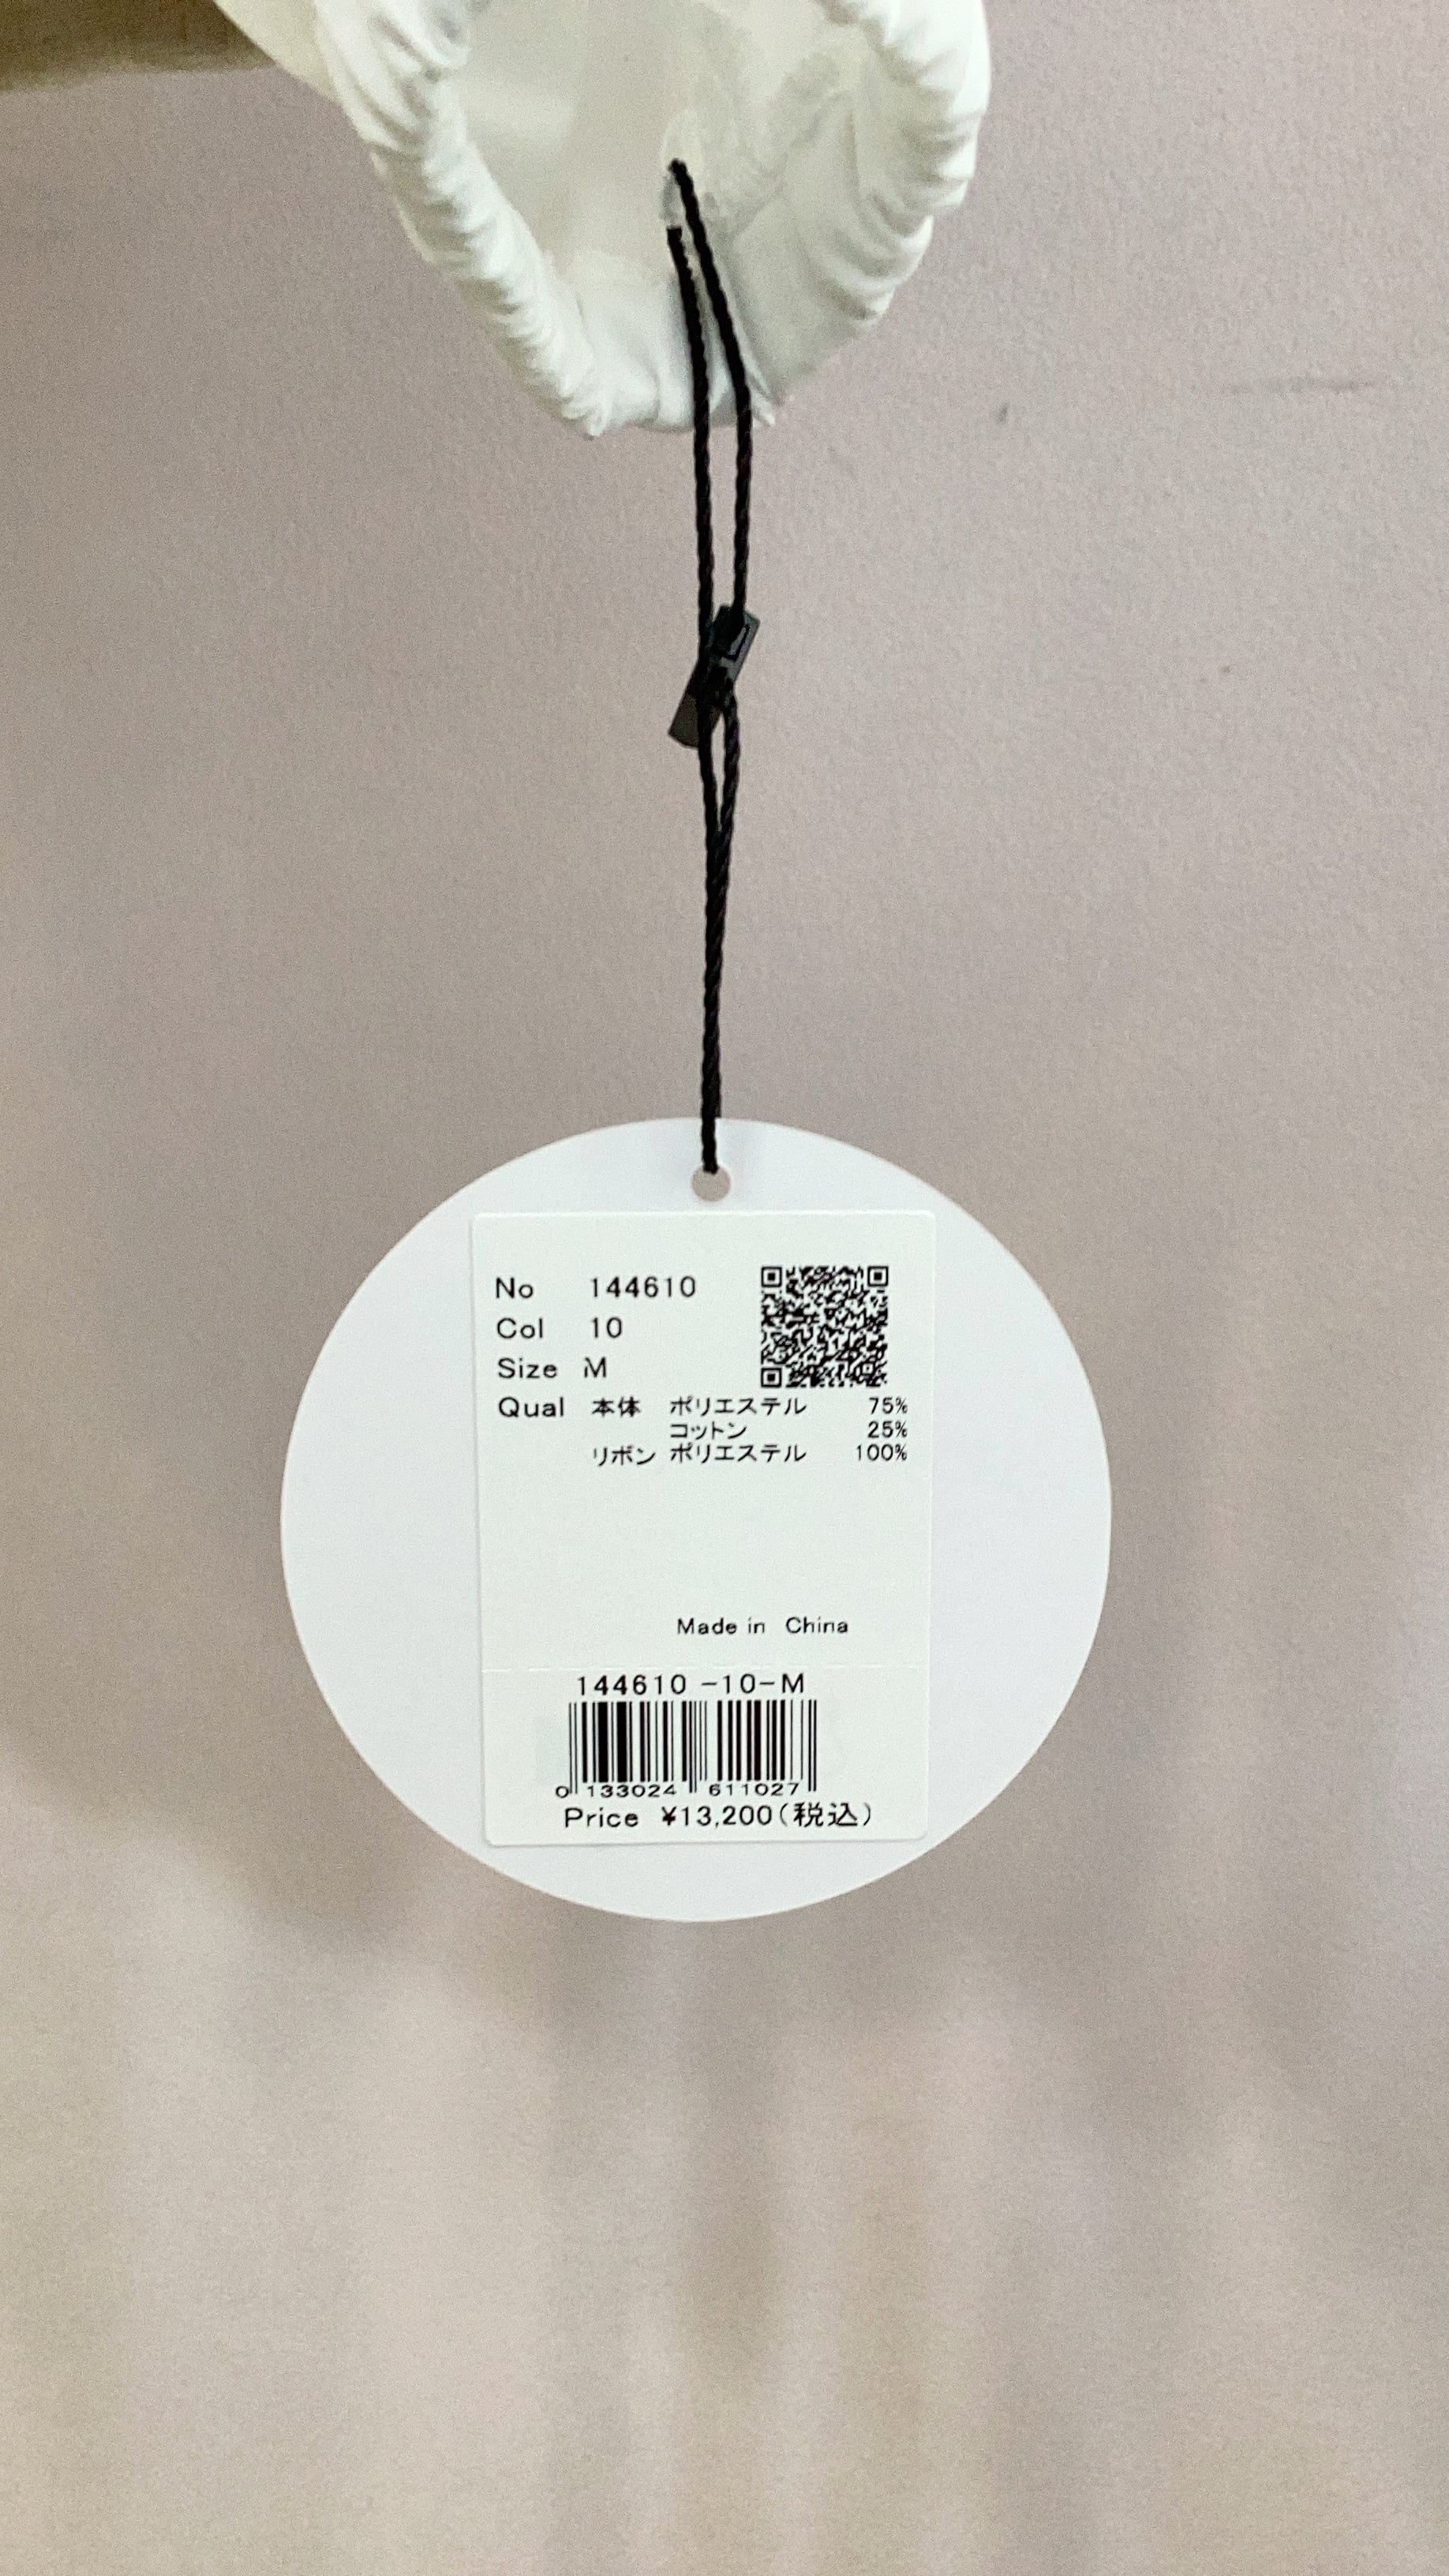 No 144610
Col 10
Size M
Qual 本体 ポリエステル 75%
コットン 25%
リボン ポリエステル 100%
Made in China
144610 -10-M
0 133024 611027
Price ¥13,200(税込)